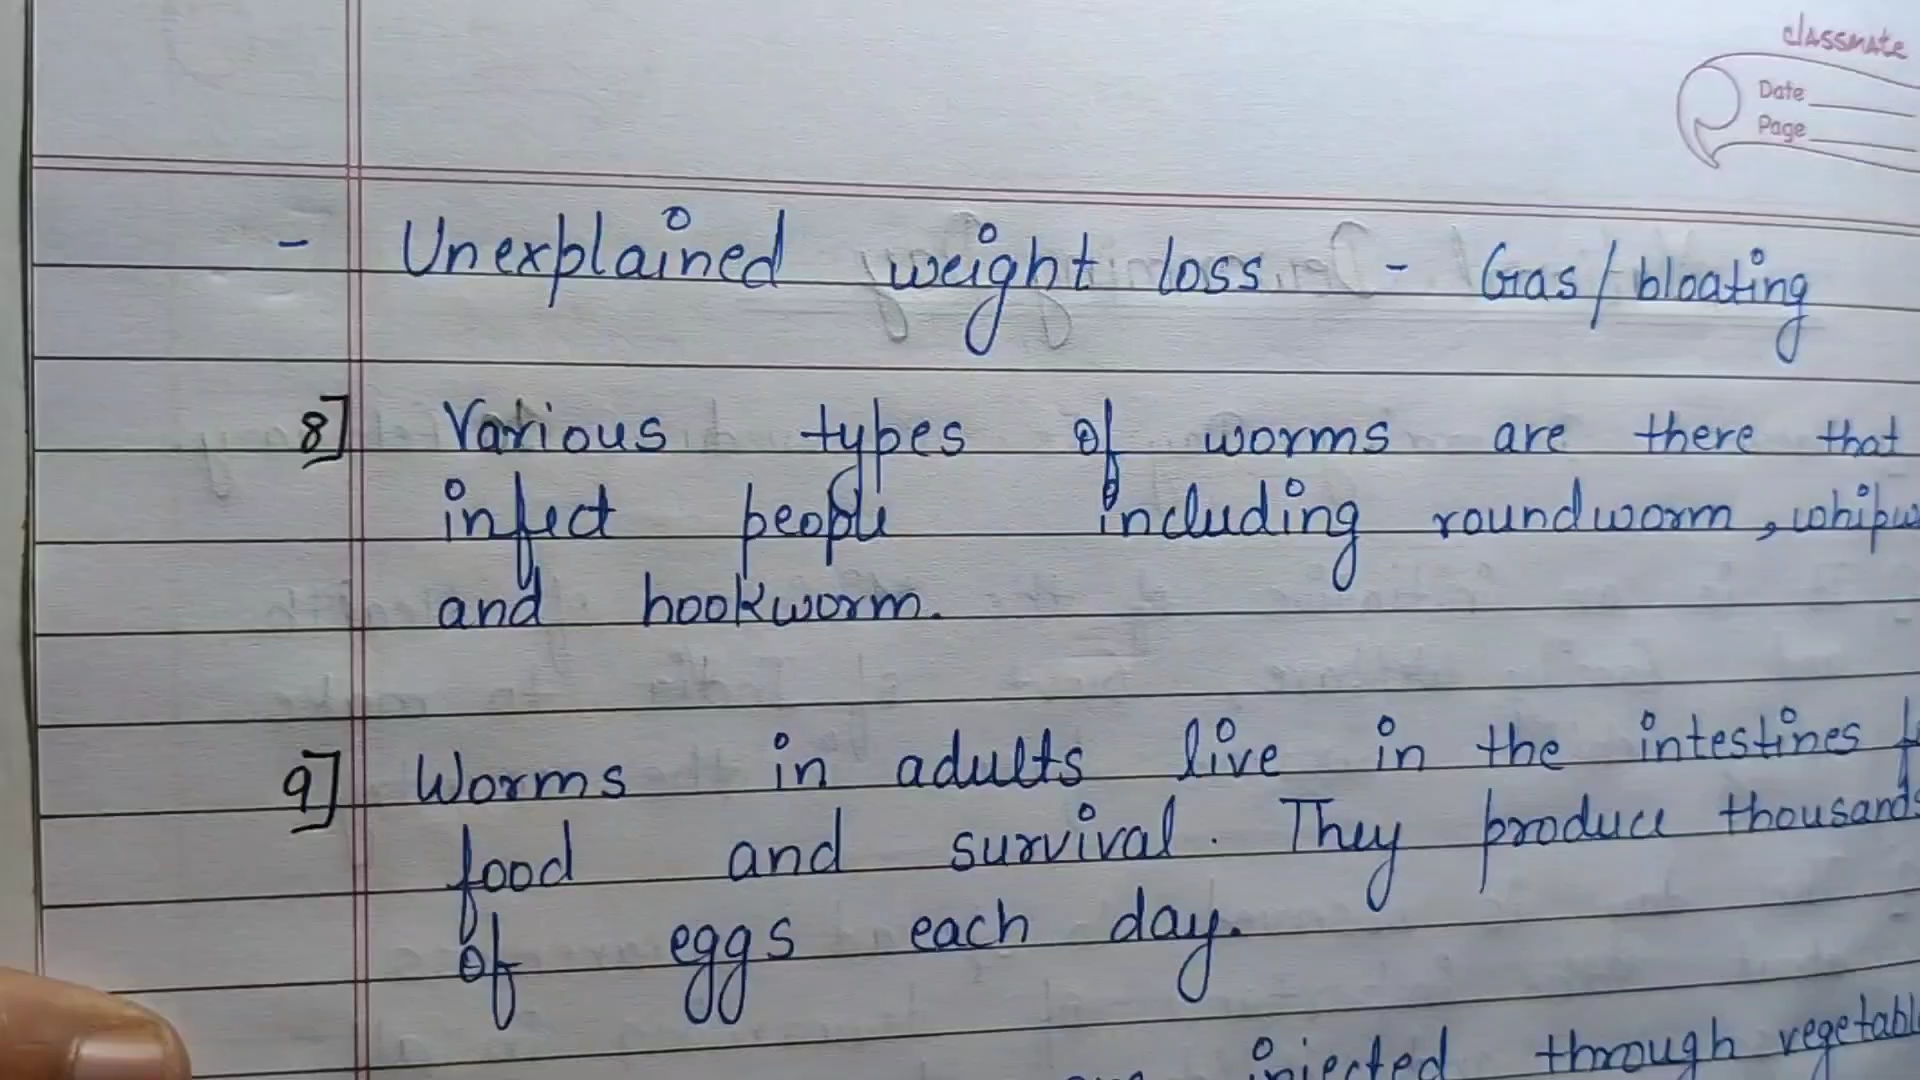 classmate
Date
Page
- Unexplained weight loss. - Gas/bloating
8] Various types of worms are there that
infect people including roundworm,
and hookworm.
9] Worms in adults live in the intestines
food and survival. They produce thousands
of eggs each day.
injected through